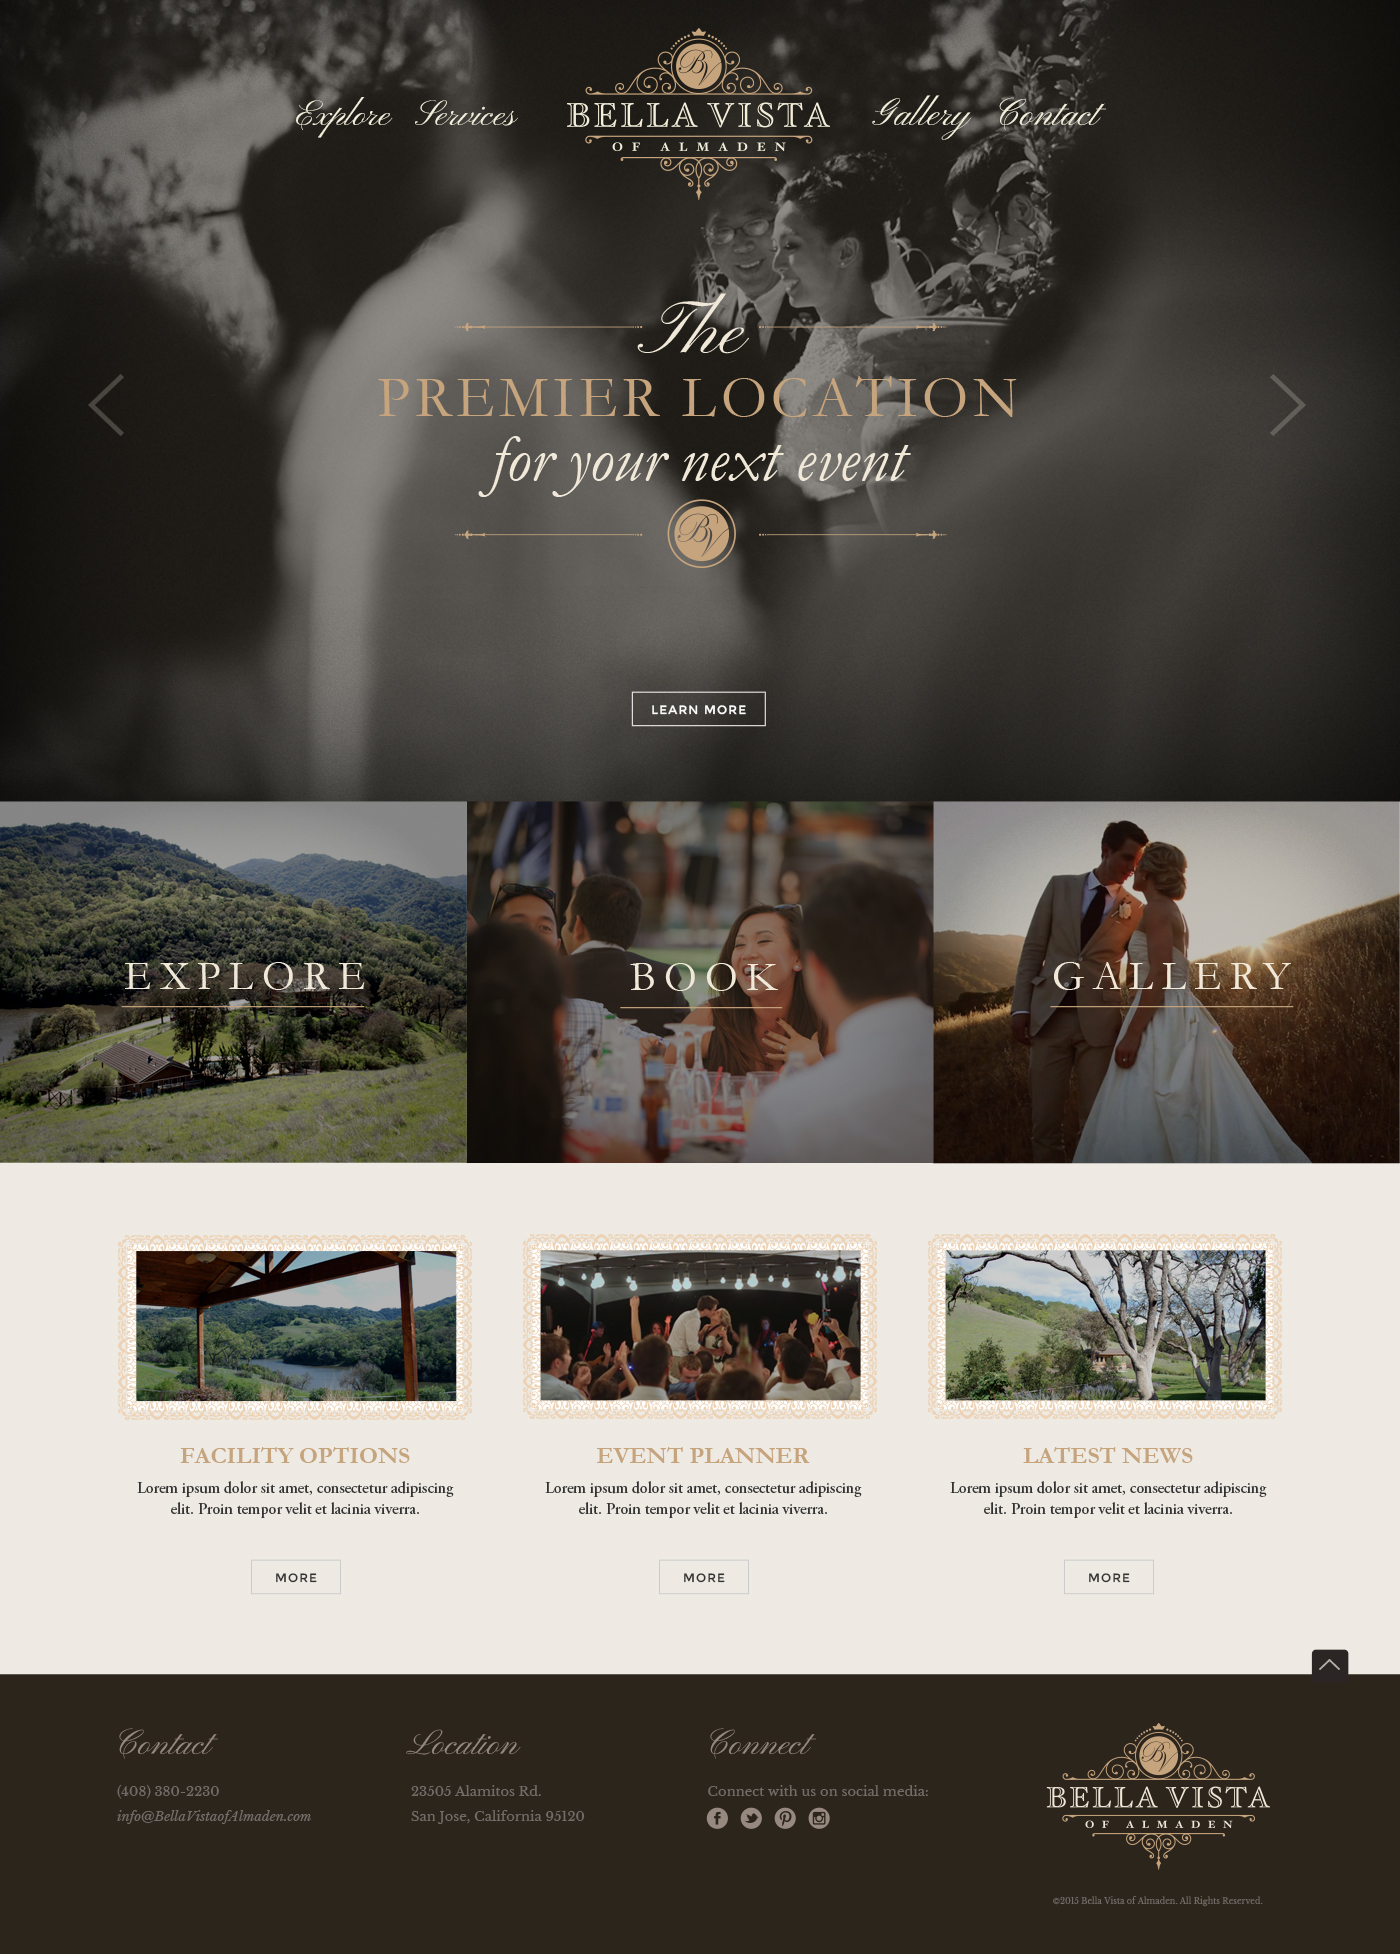 Explore Services
BV
BELLA VISTA
OF ALMADEN
Gallery Contact
The
PREMIER LOCATION
for your next event
BV
LEARN MORE
EXPLORE
BOOK
GALLERY
FACILITY OPTIONS
Lorem ipsum dolor sit amet, consectetur adipiscing
elit. Proin tempor velit et lacinia viverra.
MORE
EVENT PLANNER
Lorem ipsum dolor sit amet, consectetur adipiscing
elit. Proin tempor velit et lacinia viverra.
MORE
LATEST NEWS
Lorem ipsum dolor sit amet, consectetur adipiscing
elit. Proin tempor velit et lacinia viverra.
MORE
Contact
(408) 380-2230
info@BellaVistaofAlmaden.com
Location
23505 Alamitos Rd.
San Jose, California 95120
Connect
Connect with us on social media:
BV
BELLA VISTA
OF ALMADEN
©2015 Bella Vista of Almaden. All Rights Reserved.